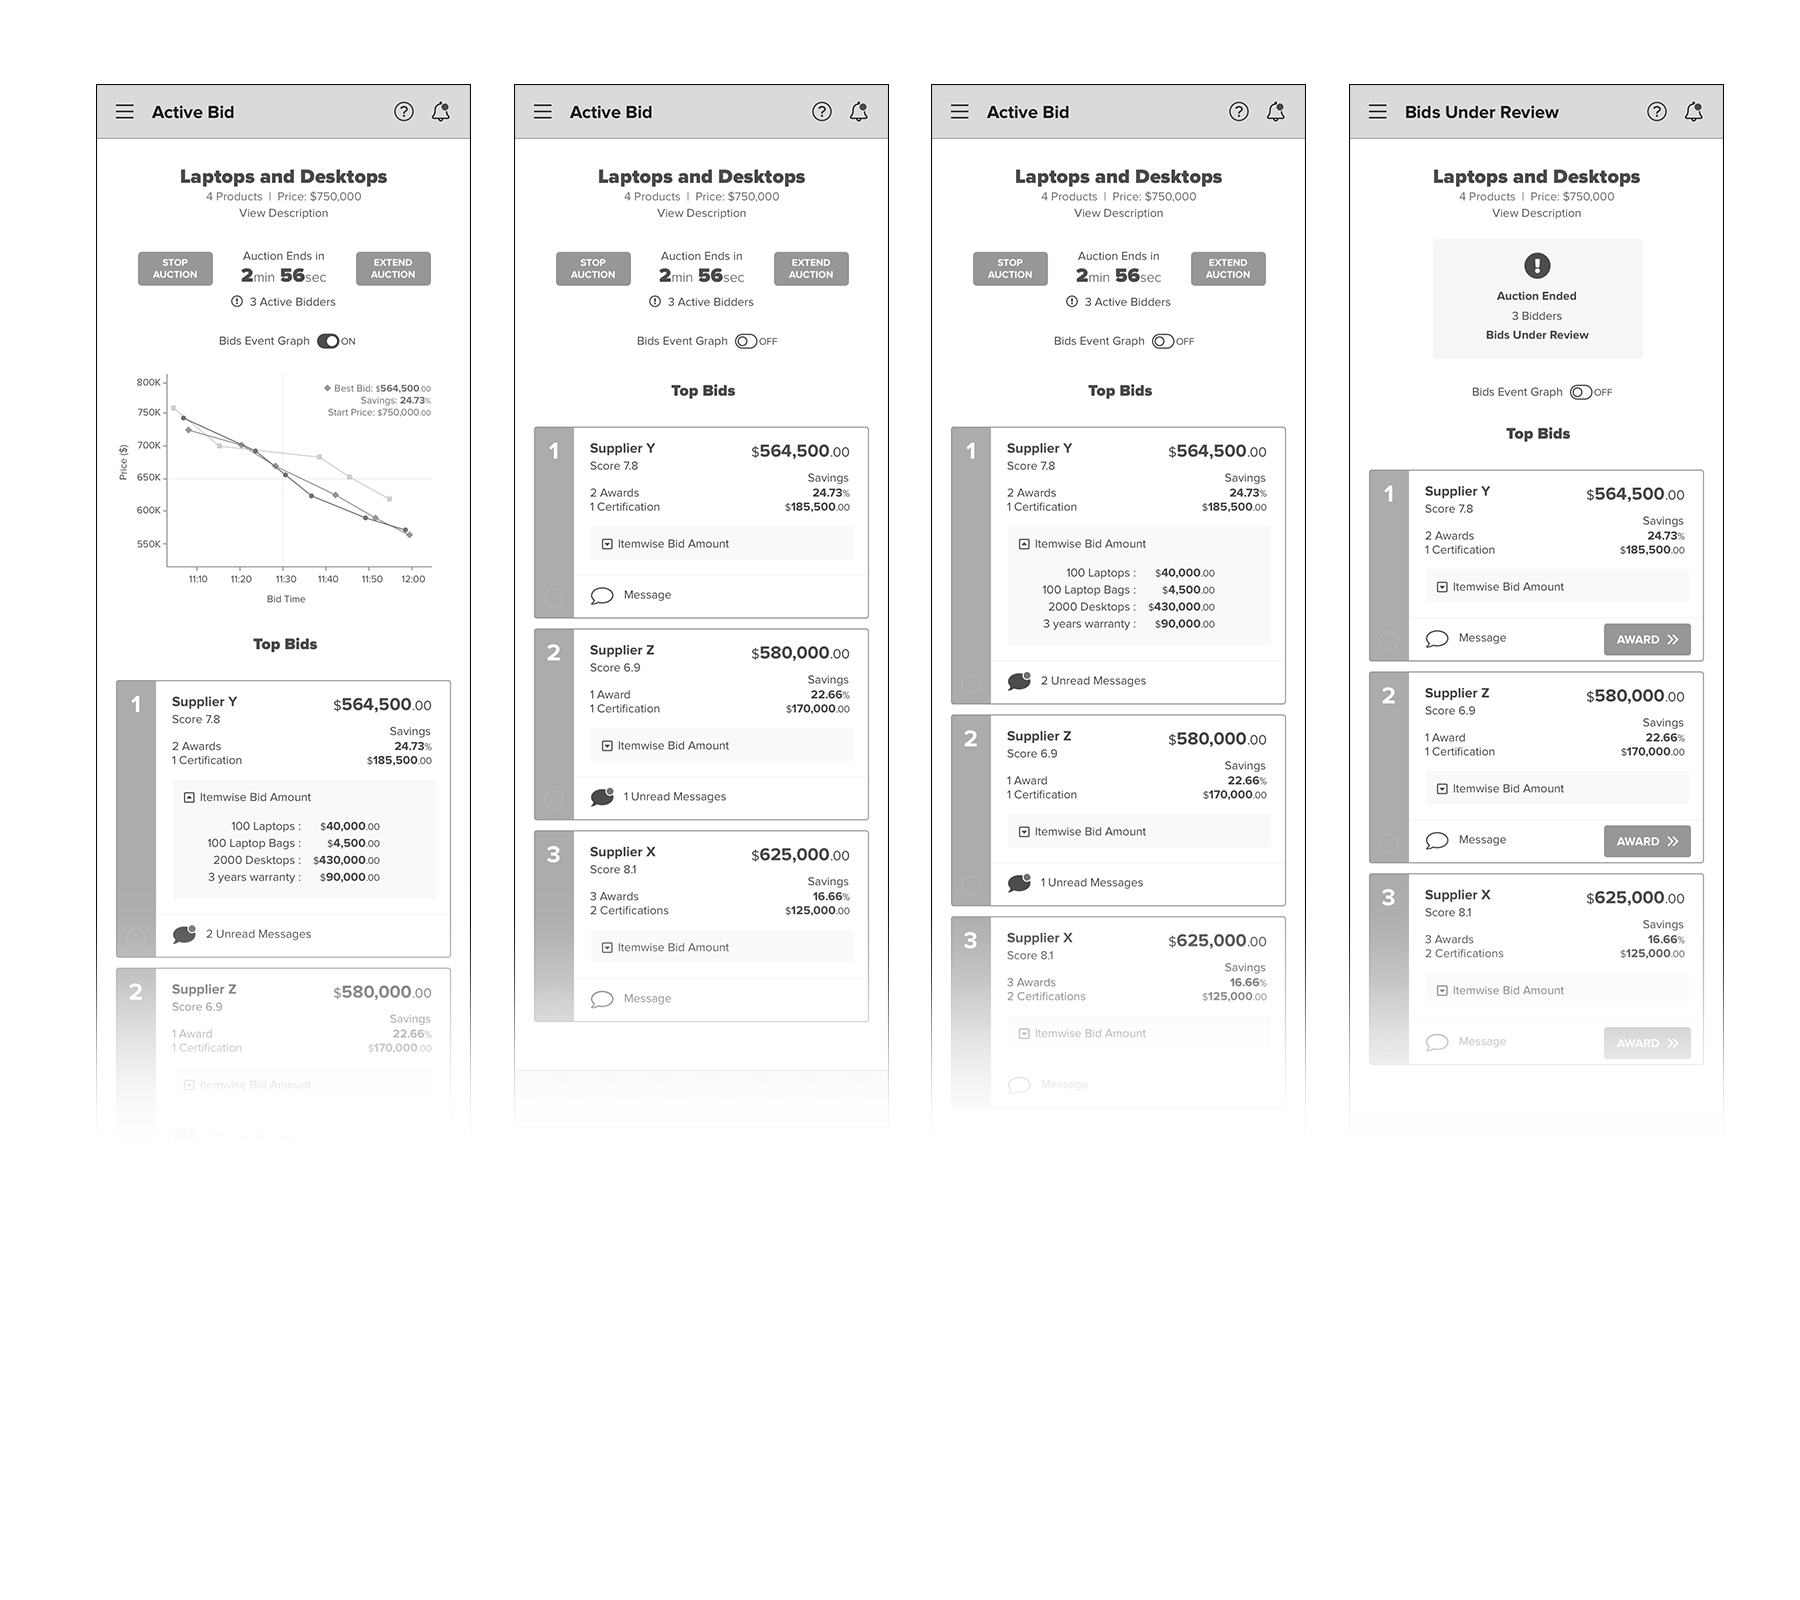 Active Bid
Laptops and Desktops
4 Products | Price: $750,000
View Description
STOP AUCTION
Auction Ends in
2min 56sec
EXTEND AUCTION
3 Active Bidders
Bids Event Graph ON
Best Bid: $564,500.00
Savings: 24.73%
Start Price: $750,000.00
Price ($)
800K
750K
700K
650K
600K
550K
11:10 11:20 11:30 11:40 11:50 12:00
Bid Time
Top Bids
1
Supplier Y $564,500.00
Score 7.8
Savings
2 Awards 24.73%
1 Certification $185,500.00
Itemwise Bid Amount
100 Laptops : $40,000.00
100 Laptop Bags : $4,500.00
2000 Desktops : $430,000.00
3 years warranty : $90,000.00
2 Unread Messages
2
Supplier Z $580,000.00
Score 6.9
Savings
1 Award 22.66%
1 Certification $170,000.00
Itemwise Bid Amount
Active Bid
Laptops and Desktops
4 Products | Price: $750,000
View Description
STOP AUCTION
Auction Ends in
2min 56sec
EXTEND AUCTION
3 Active Bidders
Bids Event Graph OFF
Top Bids
1
Supplier Y $564,500.00
Score 7.8
Savings
2 Awards 24.73%
1 Certification $185,500.00
Itemwise Bid Amount
Message
2
Supplier Z $580,000.00
Score 6.9
Savings
1 Award 22.66%
1 Certification $170,000.00
Itemwise Bid Amount
1 Unread Messages
3
Supplier X $625,000.00
Score 8.1
Savings
3 Awards 16.66%
2 Certifications $125,000.00
Itemwise Bid Amount
Message
Active Bid
Laptops and Desktops
4 Products | Price: $750,000
View Description
STOP AUCTION
Auction Ends in
2min 56sec
EXTEND AUCTION
3 Active Bidders
Bids Event Graph OFF
Top Bids
1
Supplier Y $564,500.00
Score 7.8
Savings
2 Awards 24.73%
1 Certification $185,500.00
Itemwise Bid Amount
100 Laptops : $40,000.00
100 Laptop Bags : $4,500.00
2000 Desktops : $430,000.00
3 years warranty : $90,000.00
2 Unread Messages
2
Supplier Z $580,000.00
Score 6.9
Savings
1 Award 22.66%
1 Certification $170,000.00
Itemwise Bid Amount
1 Unread Messages
3
Supplier X $625,000.00
Score 8.1
Savings
3 Awards 16.66%
2 Certifications $125,000.00
Itemwise Bid Amount
Message
Bids Under Review
Laptops and Desktops
4 Products | Price: $750,000
View Description
Auction Ended
3 Bidders
Bids Under Review
Bids Event Graph OFF
Top Bids
1
Supplier Y $564,500.00
Score 7.8
Savings
2 Awards 24.73%
1 Certification $185,500.00
Itemwise Bid Amount
Message AWARD
2
Supplier Z $580,000.00
Score 6.9
Savings
1 Award 22.66%
1 Certification $170,000.00
Itemwise Bid Amount
Message AWARD
3
Supplier X $625,000.00
Score 8.1
Savings
3 Awards 16.66%
2 Certifications $125,000.00
Itemwise Bid Amount
Message AWARD